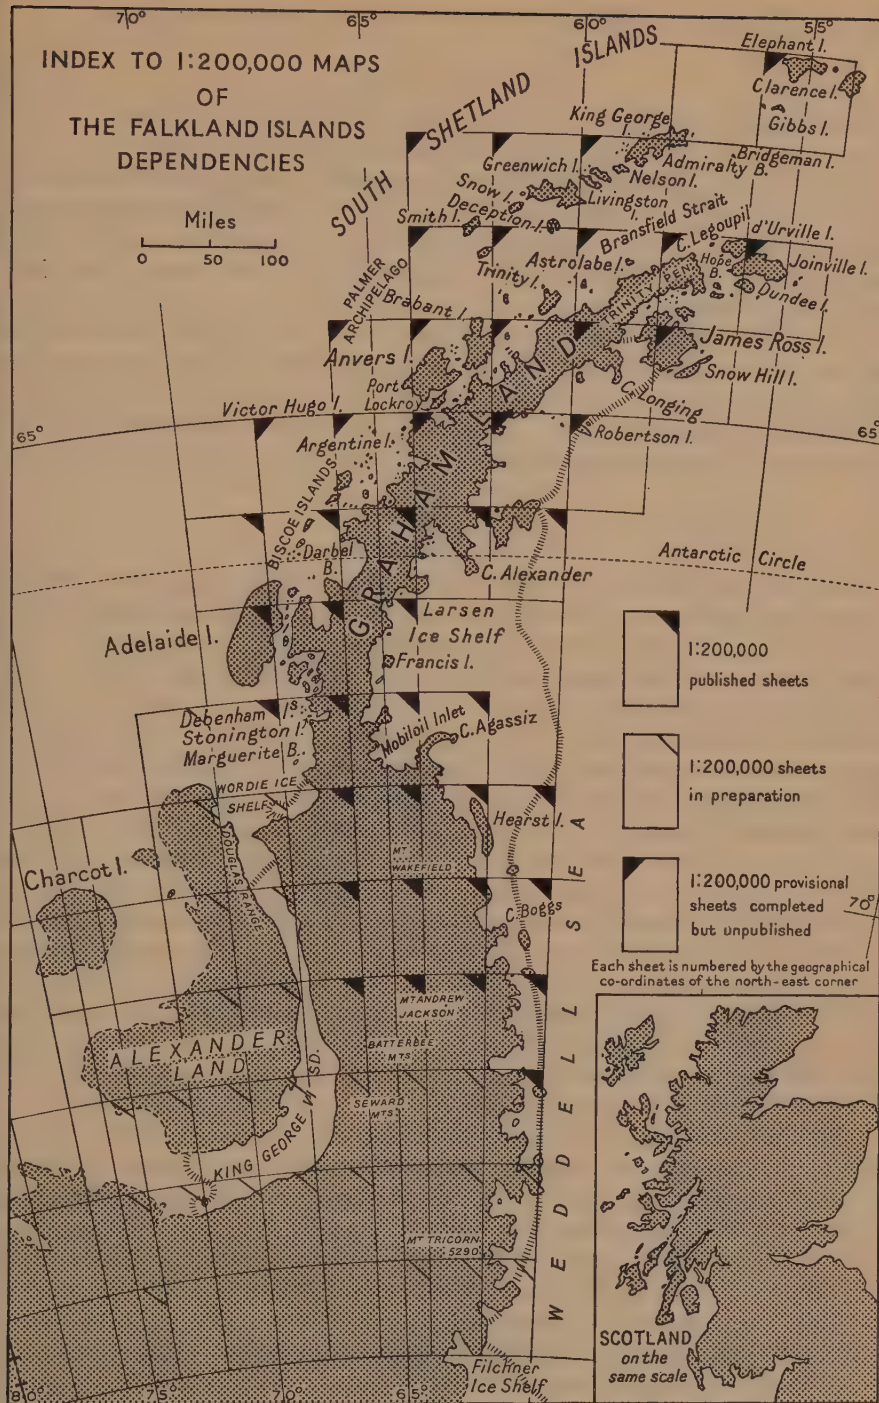 70°
65°
60°
55°
INDEX TO 1:200,000 MAPS
OF
THE FALKLAND ISLANDS
DEPENDENCIES
Miles
0 50 100
SOUTH SHETLAND ISLANDS
Elephant I.
Clarence I.
Gibbs I.
King George
I.
Admiralty B.
Bridgeman I.
Greenwich I.
Nelson I.
Livingston
I.
Snow I.
Deception I.
Smith I.
Bransfield Strait
C. Legoupil
d'Urville I.
Joinville I.
Hope
B.
Dundee I.
Astrolabe I.
Trinity I.
TRINITY PEN.
PALMER
ARCHIPELAGO
Brabant I.
Anvers I.
James Ross I.
Snow Hill I.
Port
Lockroy
C. Longing
Victor Hugo I.
Robertson I.
65°
65°
Argentine I.
GRAHAM LAND
BISCOE ISLANDS
Darbel
B.
Antarctic Circle
C. Alexander
Adelaide I.
Larsen
Ice Shelf
Francis I.
Debenham Is
Stonington I.
Marguerite B.
Mobiloil Inlet
C. Agassiz
WORDIE ICE
SHELF
Hearst I.
DOUGLAS RANGE
MT
WAKEFIELD
Charcot I.
C. Boggs
MT ANDREW
JACKSON
BATTERBEE
MTS.
ALEXANDER
LAND
SEWARD
MTS.
KING GEORGE VI SD.
MT TRICORN
5290
WEDDELL SEA
Filchner
Ice Shelf
80°
75°
70°
65°
1:200,000
published sheets
1:200,000 sheets
in preparation
1:200,000 provisional
sheets completed
but unpublished
70°
Each sheet is numbered by the geographical
co-ordinates of the north-east corner
SCOTLAND
on the
same scale